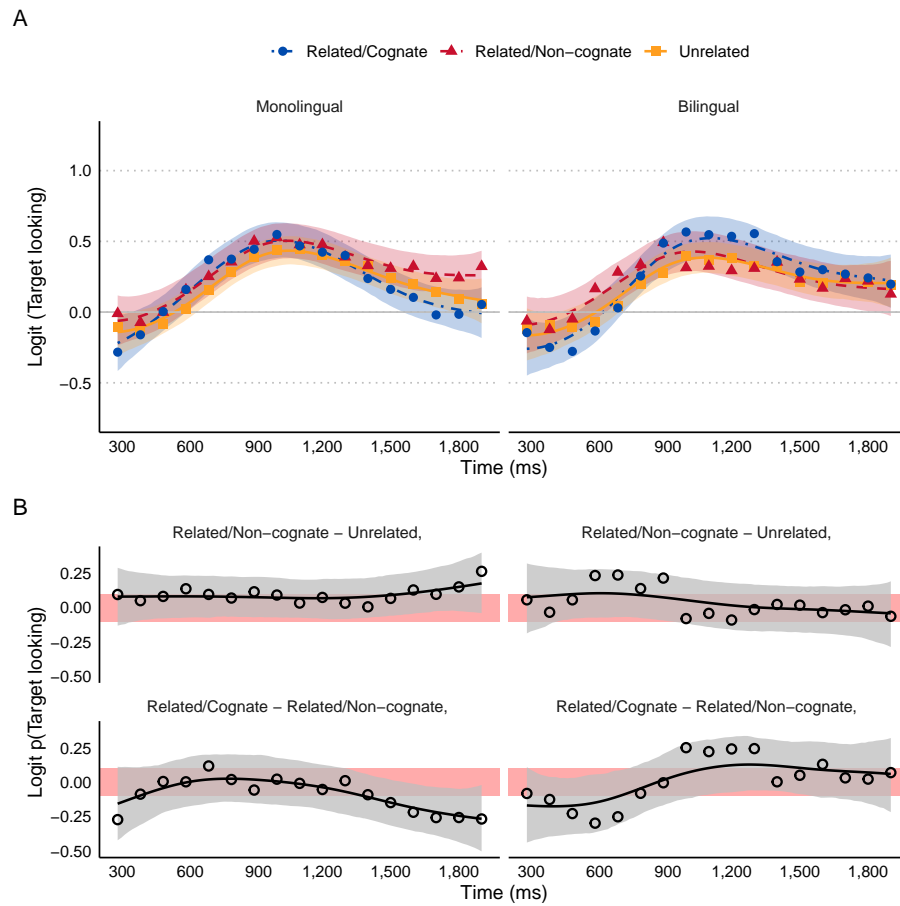 A
Related/Cognate Related/Non−cognate Unrelated
Monolingual Bilingual
Logit (Target looking)
1.0
0.5
0.0
−0.5
300 600 900 1,200 1,500 1,800 300 600 900 1,200 1,500 1,800
Time (ms)
B
Related/Non−cognate − Unrelated, Related/Non−cognate − Unrelated,
Logit p(Target looking)
0.25
0.00
−0.25
−0.50
Related/Cognate − Related/Non−cognate, Related/Cognate − Related/Non−cognate,
0.25
0.00
−0.25
−0.50
300 600 900 1,200 1,500 1,800 300 600 900 1,200 1,500 1,800
Time (ms)